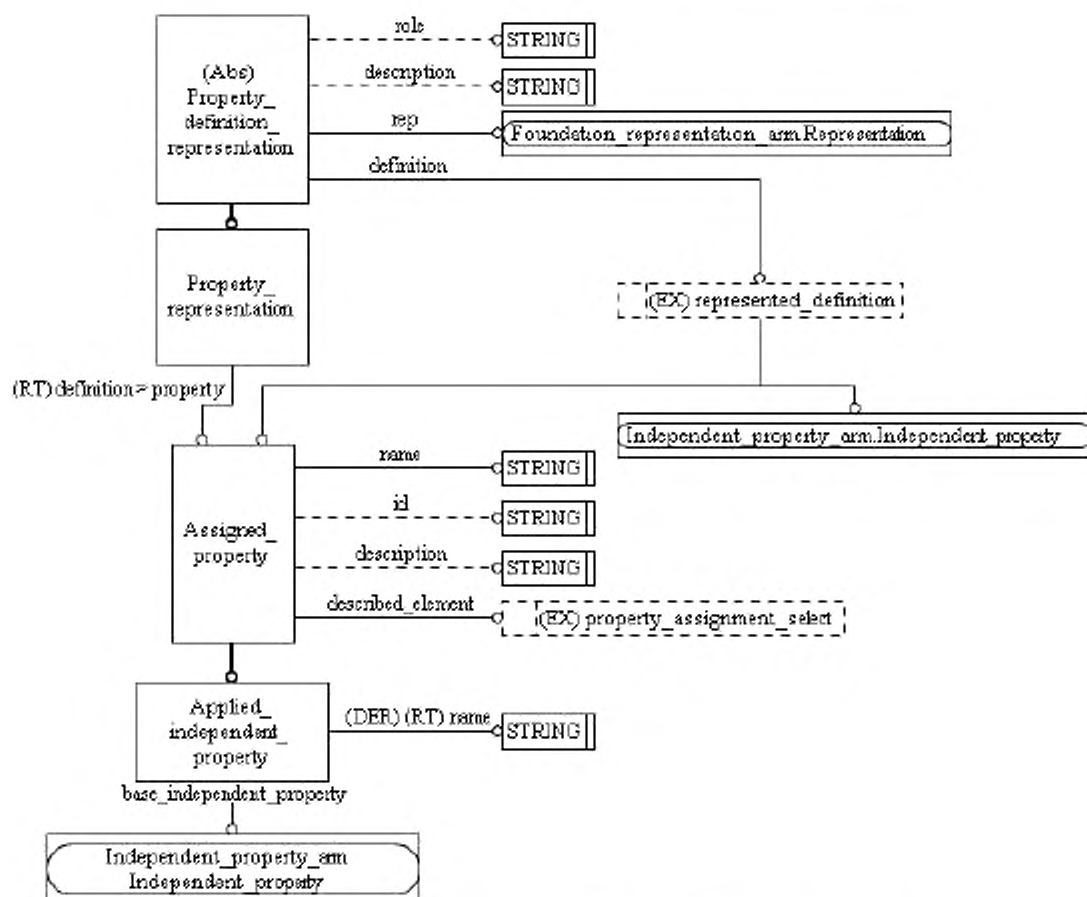 role
STRING
(Abs)
Property_
definition_
representation
description
STRING
rep
Foundation_representation_arm.Representation
definition
Property_
representation
(EX) represented_definition
(RT) definition = property
Independent_property_arm.Independent_property
name
STRING
id
STRING
Assigned_
property
description
STRING
described_element
(EX) property_assignment_select
Applied_
independent_
property
(DER) (RT) name
STRING
base_independent_property
Independent_property_arm
Independent_property